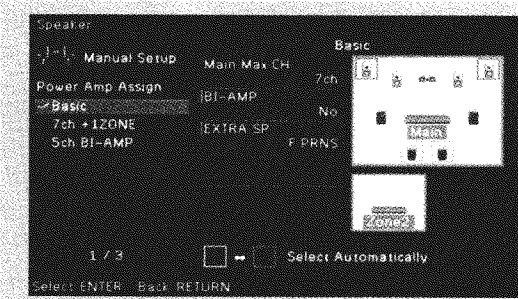 Speaker
Manual Setup
Power Amp Assign
Basic
7ch +1ZONE
5ch BI-AMP
Main Max CH
7ch
BI-AMP
No
EXTRA SP
F PRNS
Basic
Main
Zone2
1 / 3
Select Automatically
Select ENTER Back RETURN